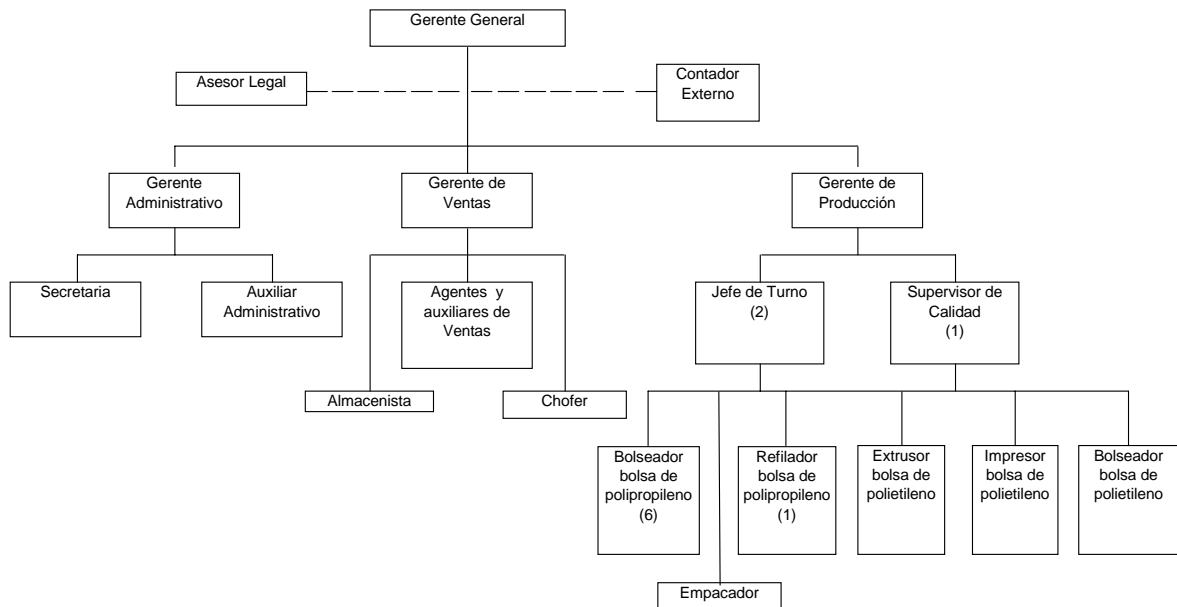 Gerente General
Asesor Legal
Contador
Externo
Gerente
Administrativo
Gerente de
Ventas
Gerente de
Producción
Secretaria
Auxiliar
Administrativo
Agentes y
auxiliares de
Ventas
Jefe de Turno
(2)
Supervisor de
Calidad
(1)
Almacenista
Chofer
Bolseador
bolsa de
polipropileno
(6)
Refilador
bolsa de
polipropileno
(1)
Extrusor
bolsa de
polietileno
Impresor
bolsa de
polietileno
Bolseador
bolsa de
polietileno
Empacador